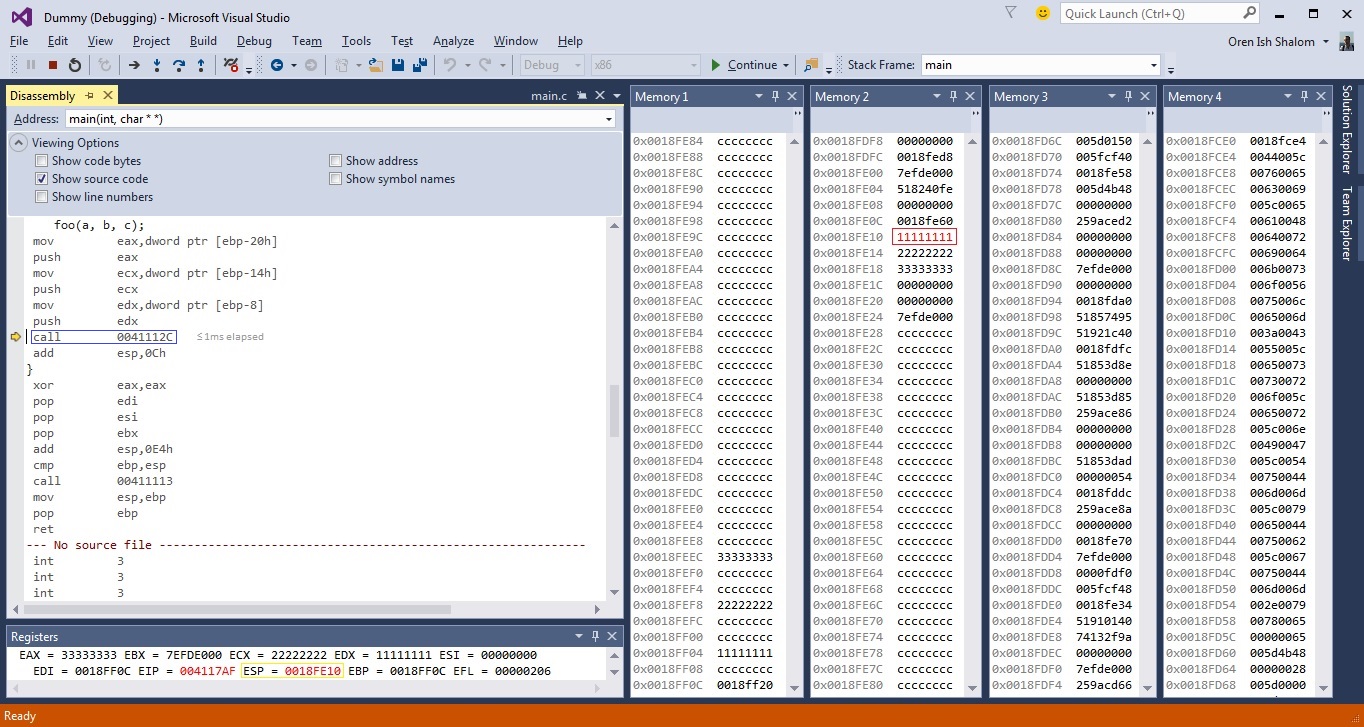 Dummy (Debugging) - Microsoft Visual Studio
Quick Launch (Ctrl+Q)
File Edit View Project Build Debug Team Tools Test Analyze Window Help
Oren Ish Shalom
Debug x86 Continue Stack Frame: main
Disassembly
main.c
Address: main(int, char * *)
Viewing Options
Show code bytes Show address
Show source code Show symbol names
Show line numbers
foo(a, b, c);
mov eax,dword ptr [ebp-20h]
push eax
mov ecx,dword ptr [ebp-14h]
push ecx
mov edx,dword ptr [ebp-8]
push edx
call 0041112C ≤1ms elapsed
add esp,0Ch
}
xor eax,eax
pop edi
pop esi
pop ebx
add esp,0E4h
cmp ebp,esp
call 00411113
mov esp,ebp
pop ebp
ret
--- No source file -------------------------------------------------------------
int 3
int 3
int 3
Registers
EAX = 33333333 EBX = 7EFDE000 ECX = 22222222 EDX = 11111111 ESI = 00000000
EDI = 0018FF0C EIP = 004117AF ESP = 0018FE10 EBP = 0018FF0C EFL = 00000206
Memory 1
0x0018FE84 cccccccc
0x0018FE88 cccccccc
0x0018FE8C cccccccc
0x0018FE90 cccccccc
0x0018FE94 cccccccc
0x0018FE98 cccccccc
0x0018FE9C cccccccc
0x0018FEA0 cccccccc
0x0018FEA4 cccccccc
0x0018FEA8 cccccccc
0x0018FEAC cccccccc
0x0018FEB0 cccccccc
0x0018FEB4 cccccccc
0x0018FEB8 cccccccc
0x0018FEBC cccccccc
0x0018FEC0 cccccccc
0x0018FEC4 cccccccc
0x0018FEC8 cccccccc
0x0018FECC cccccccc
0x0018FED0 cccccccc
0x0018FED4 cccccccc
0x0018FED8 cccccccc
0x0018FEDC cccccccc
0x0018FEE0 cccccccc
0x0018FEE4 cccccccc
0x0018FEE8 cccccccc
0x0018FEEC 33333333
0x0018FEF0 cccccccc
0x0018FEF4 cccccccc
0x0018FEF8 22222222
0x0018FEFC cccccccc
0x0018FF00 cccccccc
0x0018FF04 11111111
0x0018FF08 cccccccc
0x0018FF0C 0018ff20
Memory 2
0x0018FDF8 00000000
0x0018FDFC 0018fed8
0x0018FE00 7efde000
0x0018FE04 518240fe
0x0018FE08 00000000
0x0018FE0C 0018fe60
0x0018FE10 11111111
0x0018FE14 22222222
0x0018FE18 33333333
0x0018FE1C 00000000
0x0018FE20 00000000
0x0018FE24 7efde000
0x0018FE28 cccccccc
0x0018FE2C cccccccc
0x0018FE30 cccccccc
0x0018FE34 cccccccc
0x0018FE38 cccccccc
0x0018FE3C cccccccc
0x0018FE40 cccccccc
0x0018FE44 cccccccc
0x0018FE48 cccccccc
0x0018FE4C cccccccc
0x0018FE50 cccccccc
0x0018FE54 cccccccc
0x0018FE58 cccccccc
0x0018FE5C cccccccc
0x0018FE60 cccccccc
0x0018FE64 cccccccc
0x0018FE68 cccccccc
0x0018FE6C cccccccc
0x0018FE70 cccccccc
0x0018FE74 cccccccc
0x0018FE78 cccccccc
0x0018FE7C cccccccc
0x0018FE80 cccccccc
Memory 3
0x0018FD6C 005d0150
0x0018FD70 005fcf40
0x0018FD74 0018fe58
0x0018FD78 005d4b48
0x0018FD7C 00000000
0x0018FD80 259aced2
0x0018FD84 00000000
0x0018FD88 00000000
0x0018FD8C 7efde000
0x0018FD90 00000000
0x0018FD94 0018fda0
0x0018FD98 51857495
0x0018FD9C 51921c40
0x0018FDA0 0018fdfc
0x0018FDA4 51853d8e
0x0018FDA8 00000000
0x0018FDAC 51853d85
0x0018FDB0 259ace86
0x0018FDB4 00000000
0x0018FDB8 00000000
0x0018FDBC 51853dad
0x0018FDC0 00000054
0x0018FDC4 0018fddc
0x0018FDC8 259ace8a
0x0018FDCC 00000000
0x0018FDD0 0018fe70
0x0018FDD4 7efde000
0x0018FDD8 0000fdf0
0x0018FDDC 005fcf48
0x0018FDE0 0018fe34
0x0018FDE4 51910140
0x0018FDE8 74132f9a
0x0018FDEC 00000000
0x0018FDF0 7efde000
0x0018FDF4 259acd66
Memory 4
0x0018FCE0 0018fce4
0x0018FCE4 0044005c
0x0018FCE8 00760065
0x0018FCEC 00630069
0x0018FCF0 005c0065
0x0018FCF4 00610048
0x0018FCF8 00640072
0x0018FCFC 00690064
0x0018FD00 006b0073
0x0018FD04 006f0056
0x0018FD08 0075006c
0x0018FD0C 0065006d
0x0018FD10 003a0043
0x0018FD14 0055005c
0x0018FD18 00650073
0x0018FD1C 00730072
0x0018FD20 006f005c
0x0018FD24 00650072
0x0018FD28 005c006e
0x0018FD2C 00490047
0x0018FD30 005c0054
0x0018FD34 00750044
0x0018FD38 006d006d
0x0018FD3C 005c0079
0x0018FD40 00650044
0x0018FD44 00750062
0x0018FD48 005c0067
0x0018FD4C 00750044
0x0018FD50 006d006d
0x0018FD54 002e0079
0x0018FD58 00780065
0x0018FD5C 00000065
0x0018FD60 005d4b48
0x0018FD64 00000028
0x0018FD68 005d0000
Solution Explorer
Team Explorer
Ready